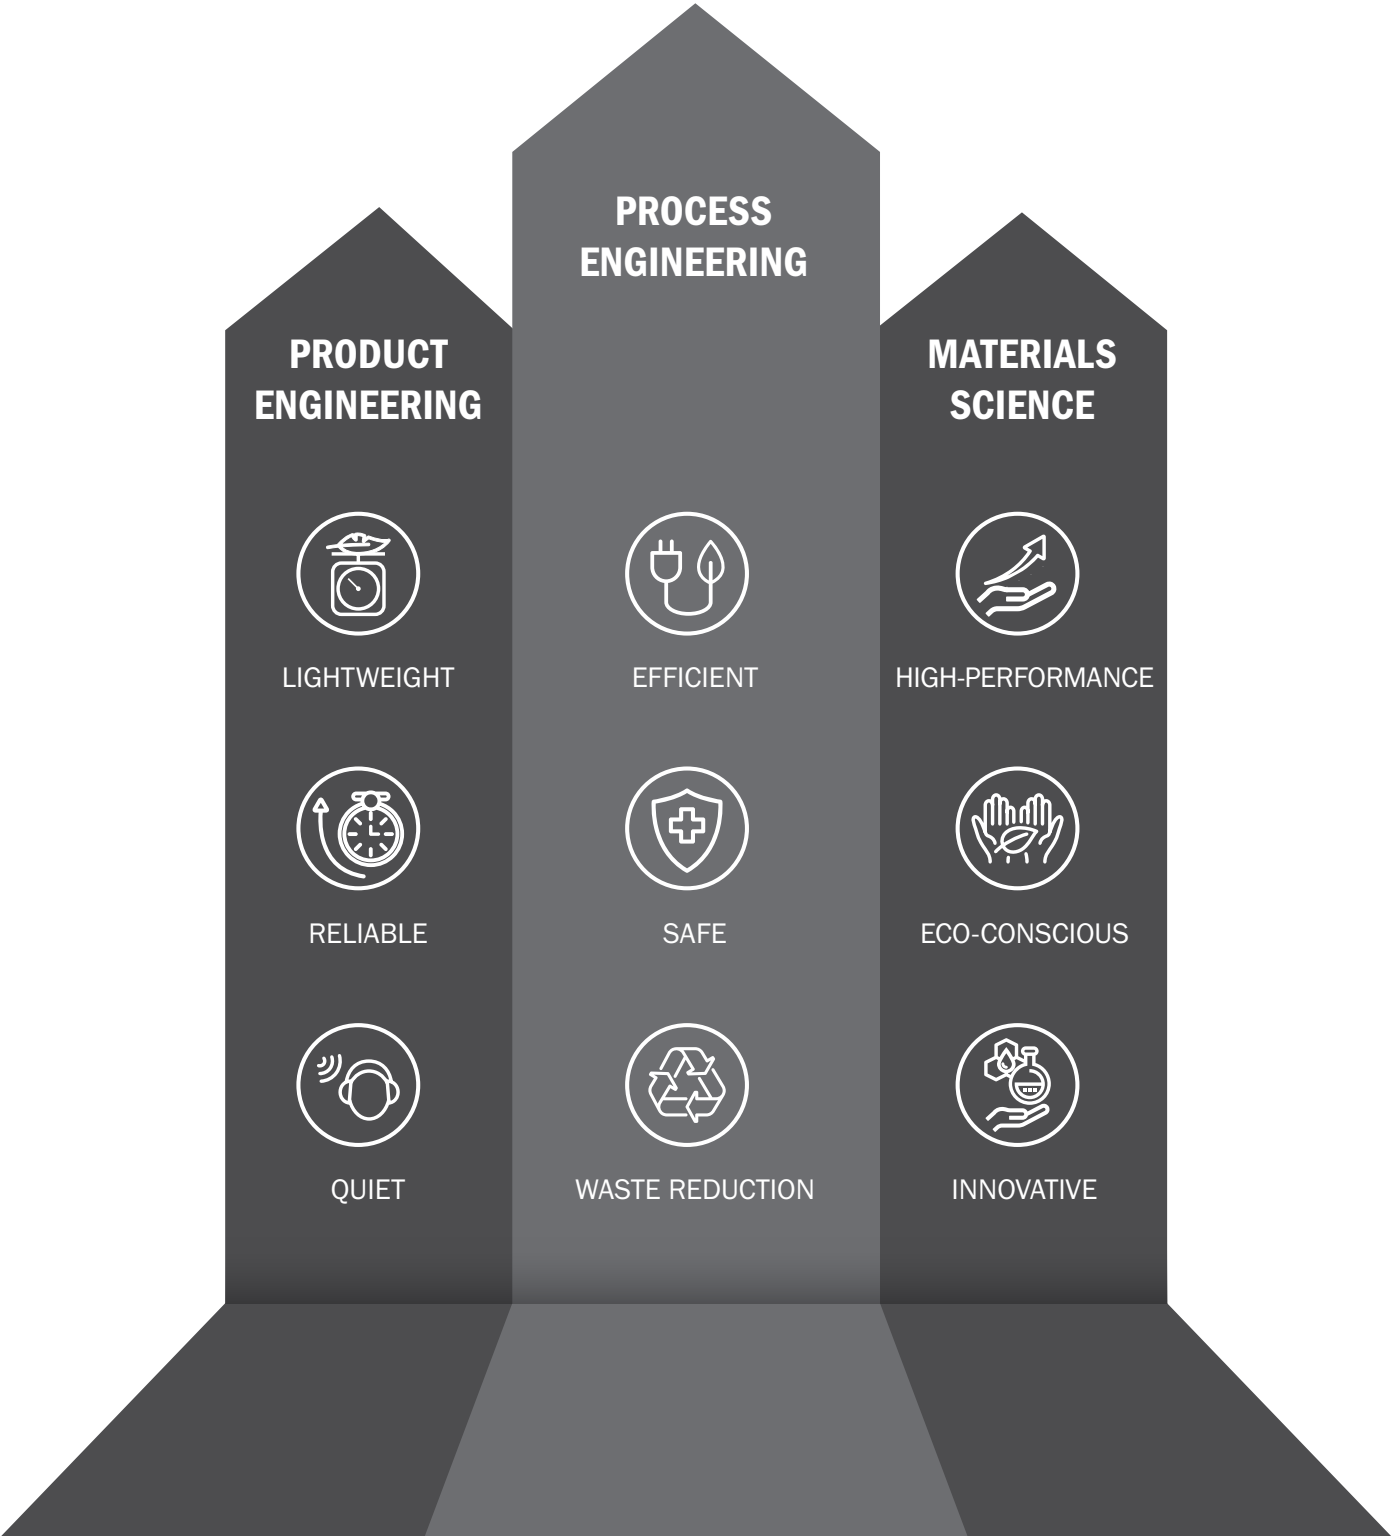 PRODUCT
ENGINEERING
LIGHTWEIGHT
RELIABLE
QUIET
PROCESS
ENGINEERING
EFFICIENT
SAFE
WASTE REDUCTION
MATERIALS
SCIENCE
HIGH-PERFORMANCE
ECO-CONSCIOUS
INNOVATIVE